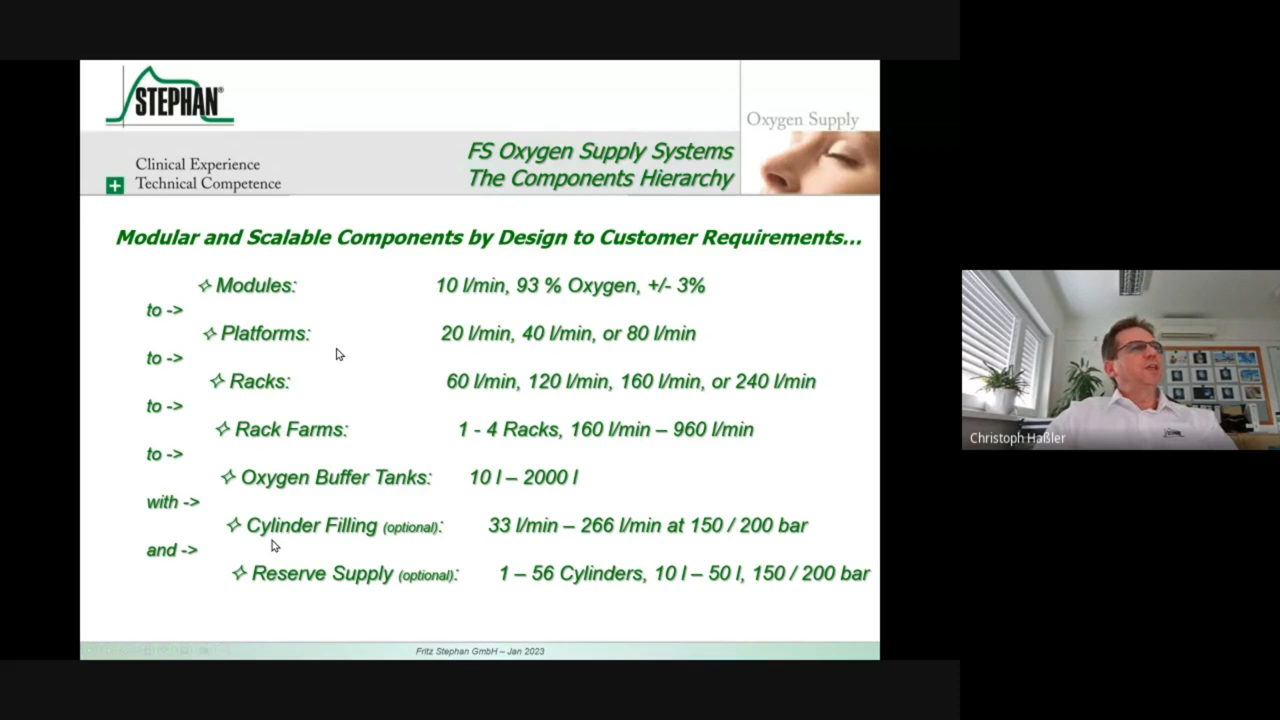 STEPHAN®
Oxygen Supply
Clinical Experience
Technical Competence
FS Oxygen Supply Systems
The Components Hierarchy
Modular and Scalable Components by Design to Customer Requirements...
Modules: 10 l/min, 93 % Oxygen, +/- 3%
to ->
Platforms: 20 l/min, 40 l/min, or 80 l/min
to ->
Racks: 60 l/min, 120 l/min, 160 l/min, or 240 l/min
to ->
Rack Farms: 1 - 4 Racks, 160 l/min – 960 l/min
to ->
Oxygen Buffer Tanks: 10 l – 2000 l
with ->
Cylinder Filling (optional): 33 l/min – 266 l/min at 150 / 200 bar
and ->
Reserve Supply (optional): 1 – 56 Cylinders, 10 l – 50 l, 150 / 200 bar
Fritz Stephan GmbH – Jan 2023
Christoph Haßler